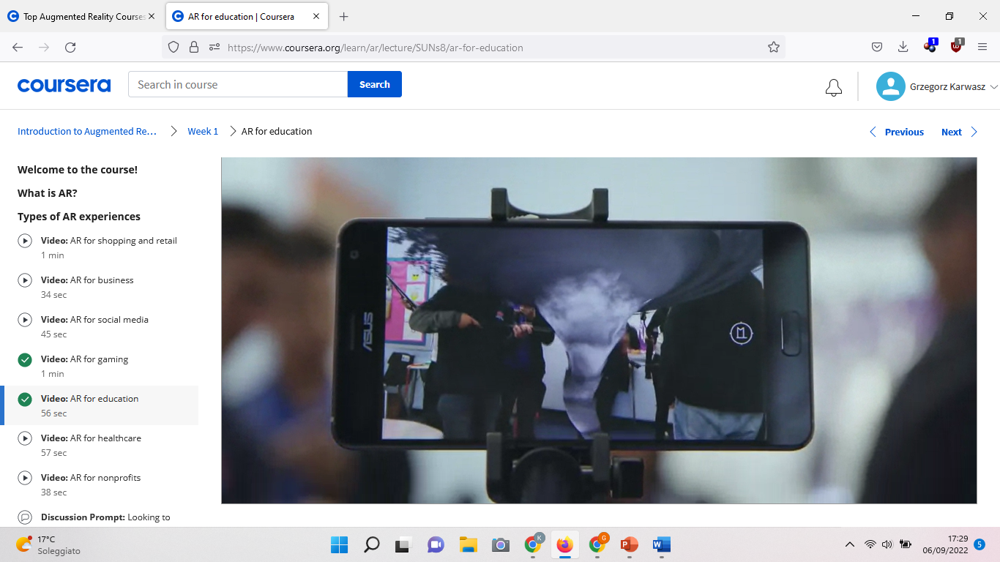 Top Augmented Reality Courses
AR for education | Coursera
https://www.coursera.org/learn/ar/lecture/SUNs8/ar-for-education
1
1
coursera
Search in course
Search
Grzegorz Karwasz
Introduction to Augmented Re…
Week 1
AR for education
Previous
Next
Welcome to the course!
What is AR?
Types of AR experiences
Video: AR for shopping and retail
1 min
Video: AR for business
34 sec
Video: AR for social media
45 sec
Video: AR for gaming
1 min
Video: AR for education
56 sec
Video: AR for healthcare
57 sec
Video: AR for nonprofits
38 sec
Discussion Prompt: Looking to
ASUS
17°C
Soleggiato
K
G
P
W
17:29
06/09/2022
5